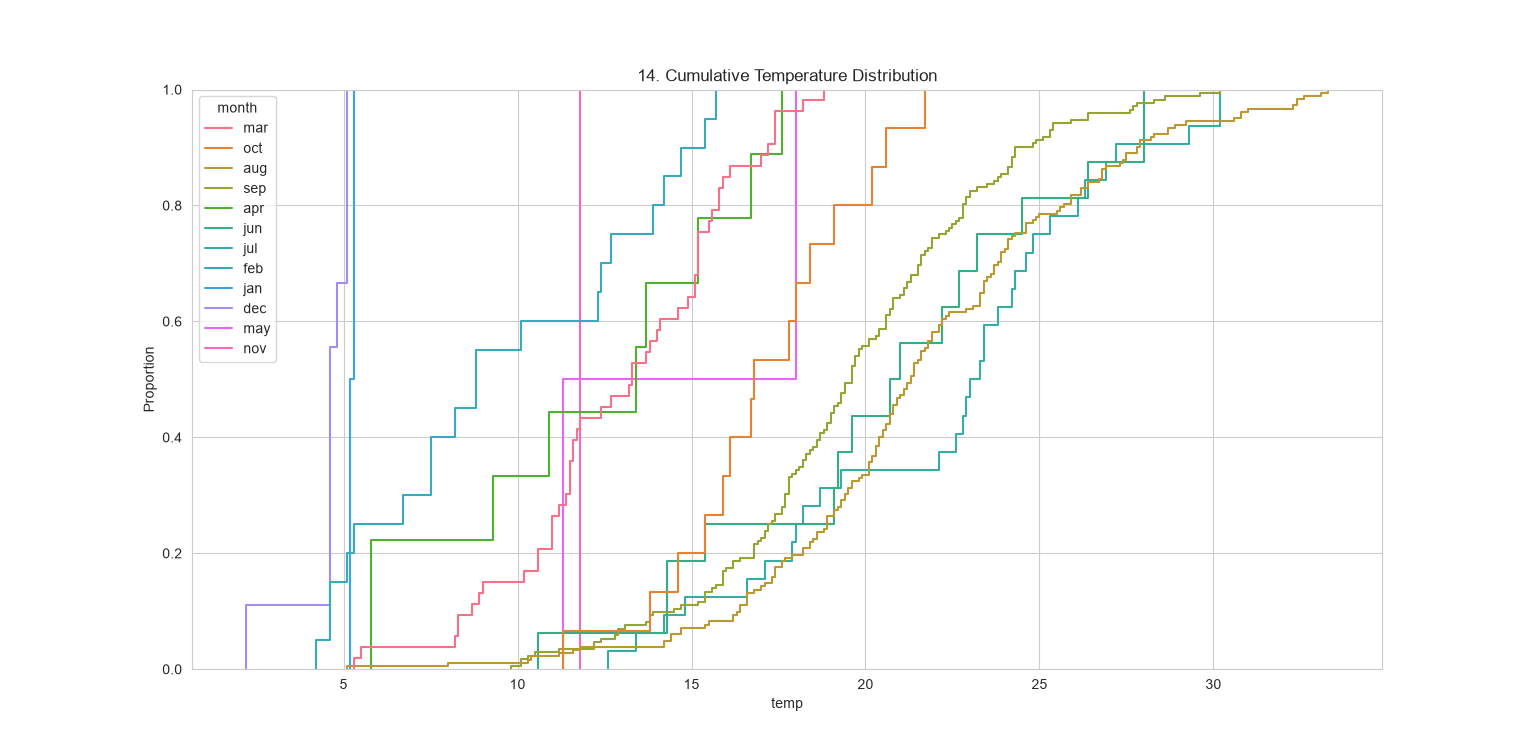 14. Cumulative Temperature Distribution
month
mar
oct
aug
sep
apr
jun
jul
feb
jan
dec
may
nov
Proportion
1.0
0.8
0.6
0.4
0.2
0.0
5 10 15 20 25 30
temp